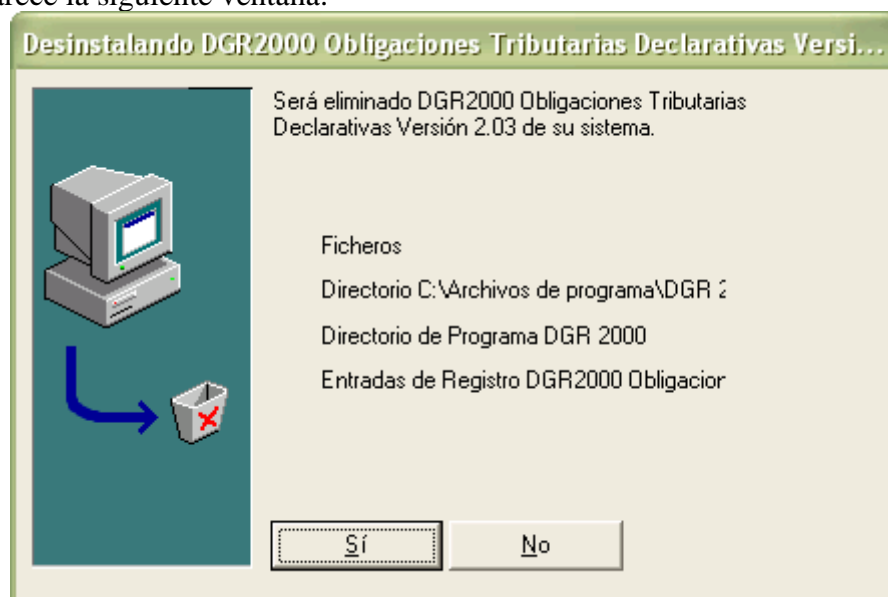 la siguiente ventana:
Desinstalando DGR2000 Obligaciones Tributarias Declarativas Versi...
Será eliminado DGR2000 Obligaciones Tributarias
Declarativas Versión 2.03 de su sistema.
Ficheros
Directorio C:\Archivos de programa\DGR 2
Directorio de Programa DGR 2000
Entradas de Registro DGR2000 Obligacion
Sí
No